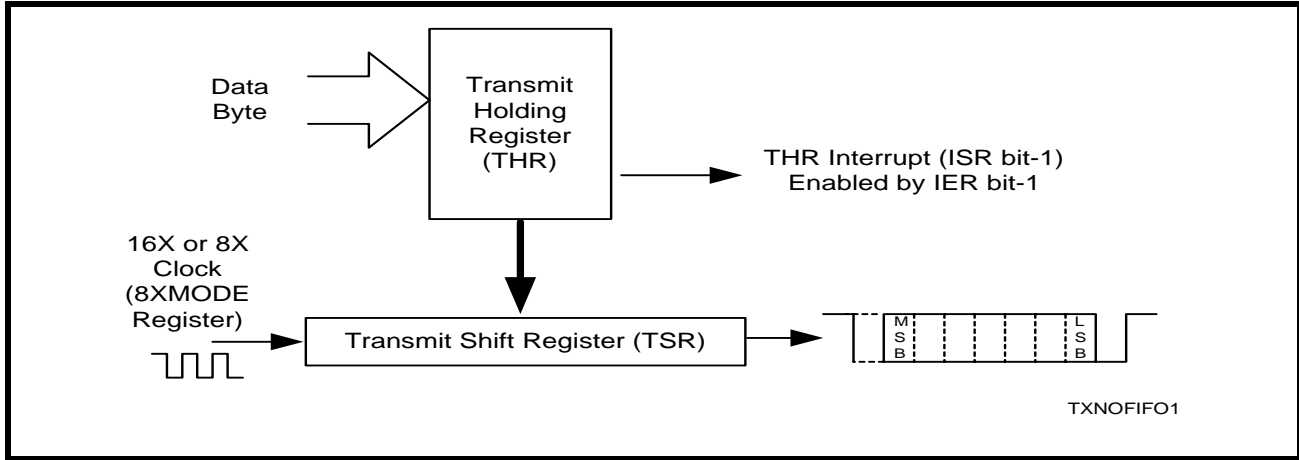 Data
Byte
Transmit
Holding
Register
(THR)
THR Interrupt (ISR bit-1)
Enabled by IER bit-1
16X or 8X
Clock
(8XMODE
Register)
Transmit Shift Register (TSR)
M
S
B
L
S
B
TXNOFIFO1